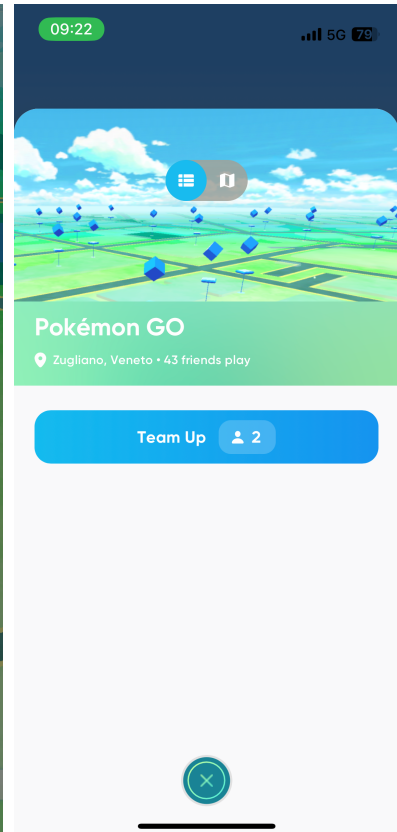 09:22
5G 79
Pokémon GO
Zugliano, Veneto • 43 friends play
Team Up 2